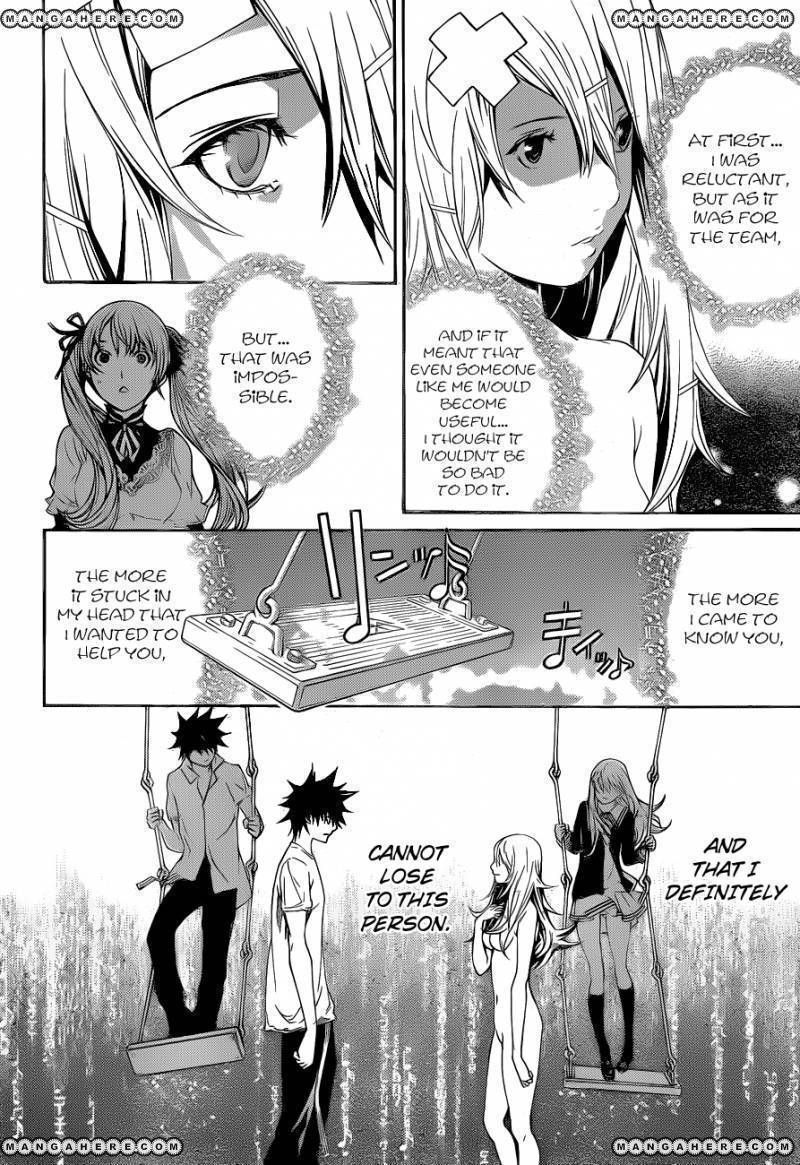 MANGAHERE.COM
MANGAHERE.COM
AT FIRST...
I WAS
RELUCTANT,
BUT AS IT
WAS FOR
THE TEAM,
AND IF IT
MEANT THAT
EVEN SOMEONE
LIKE ME WOULD
BECOME
USEFUL...
I THOUGHT IT
WOULDN'T BE
SO BAD
TO DO IT.
BUT...
THAT WAS
IMPOS-
SIBLE.
THE MORE
I CAME TO
KNOW YOU,
キィッ♪
リンッ♪
THE MORE
IT STUCK IN
MY HEAD THAT
I WANTED TO
HELP YOU,
AND
THAT I
DEFINITELY
CANNOT
LOSE
TO THIS
PERSON.
MANGAHERE.COM
MANGAHERE.COM